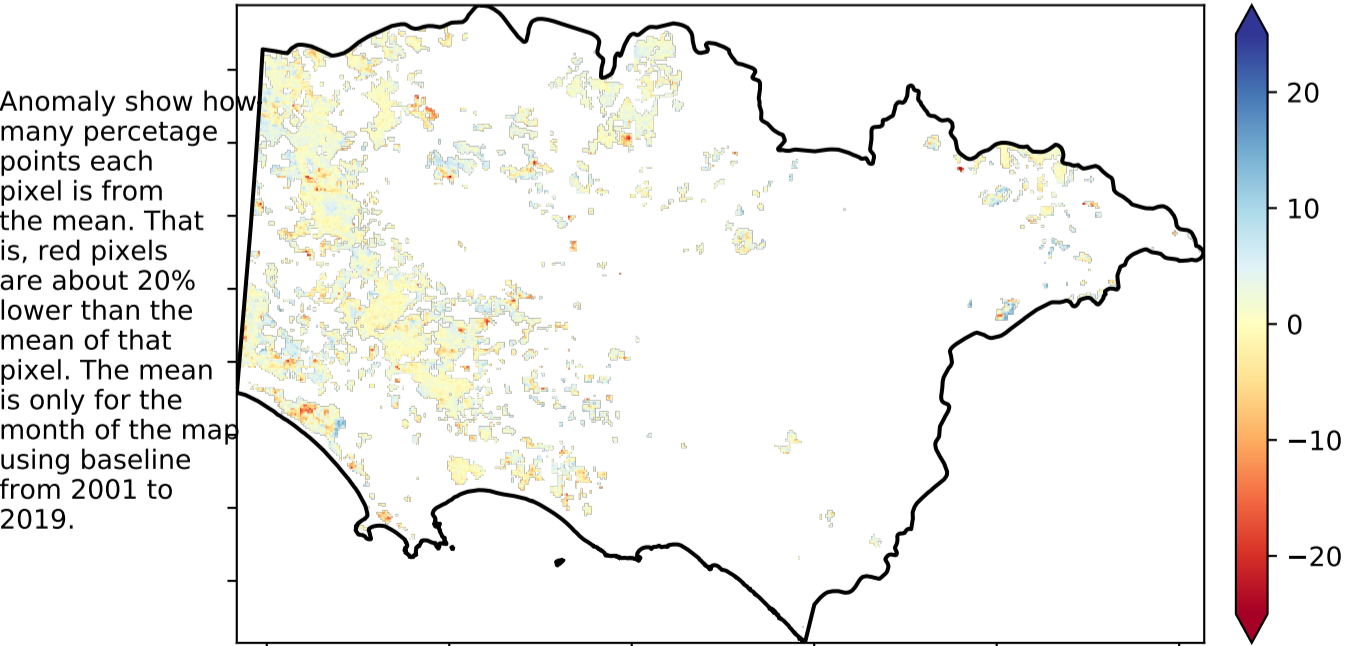 Anomaly show how
many percetage
points each
pixel is from
the mean. That
is, red pixels
are about 20%
lower than the
mean of that
pixel. The mean
is only for the
month of the map
using baseline
from 2001 to
2019.
20
10
0
−10
−20